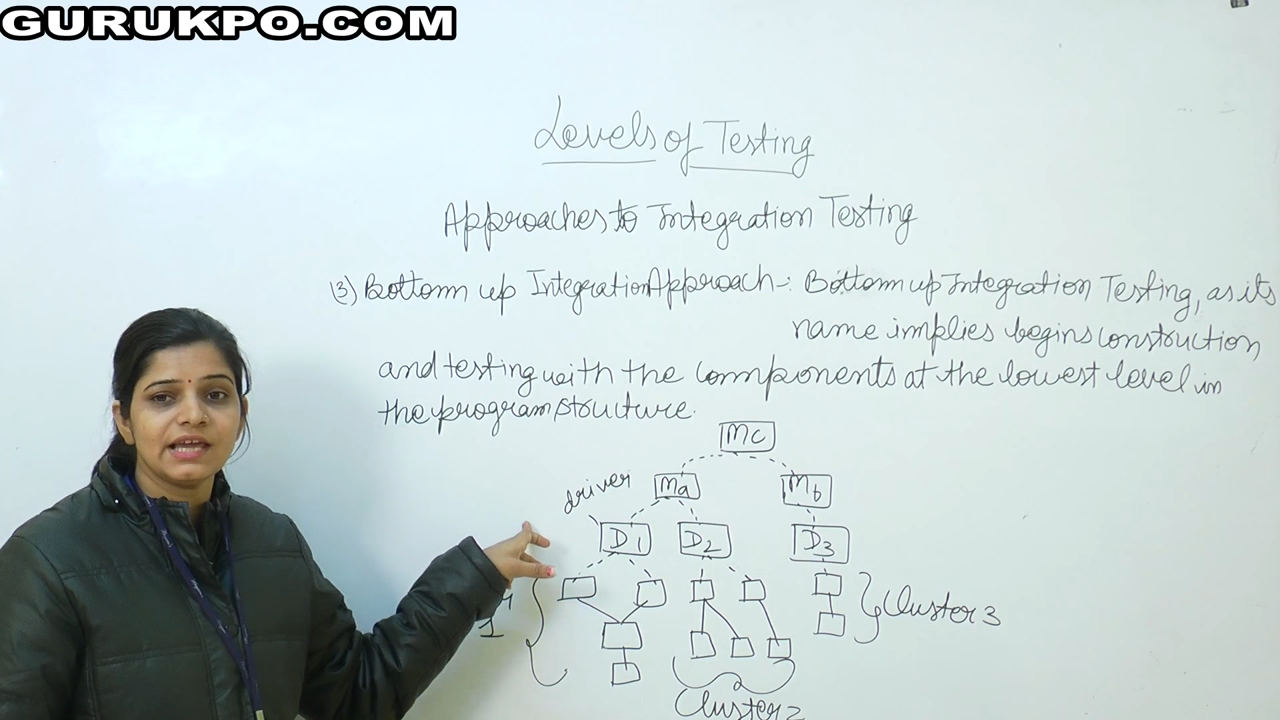 GURUKPO.COM
Levels of Testing
Approaches to Integration Testing
(3) Bottom up Integration Approach:- Bottom up Integration Testing, as its
name implies begins construction
and testing with the components at the lowest level in
the program structure.
Mc
driver
Ma
Mb
D1
D2
D3
Cluster 3
1
Cluster 2